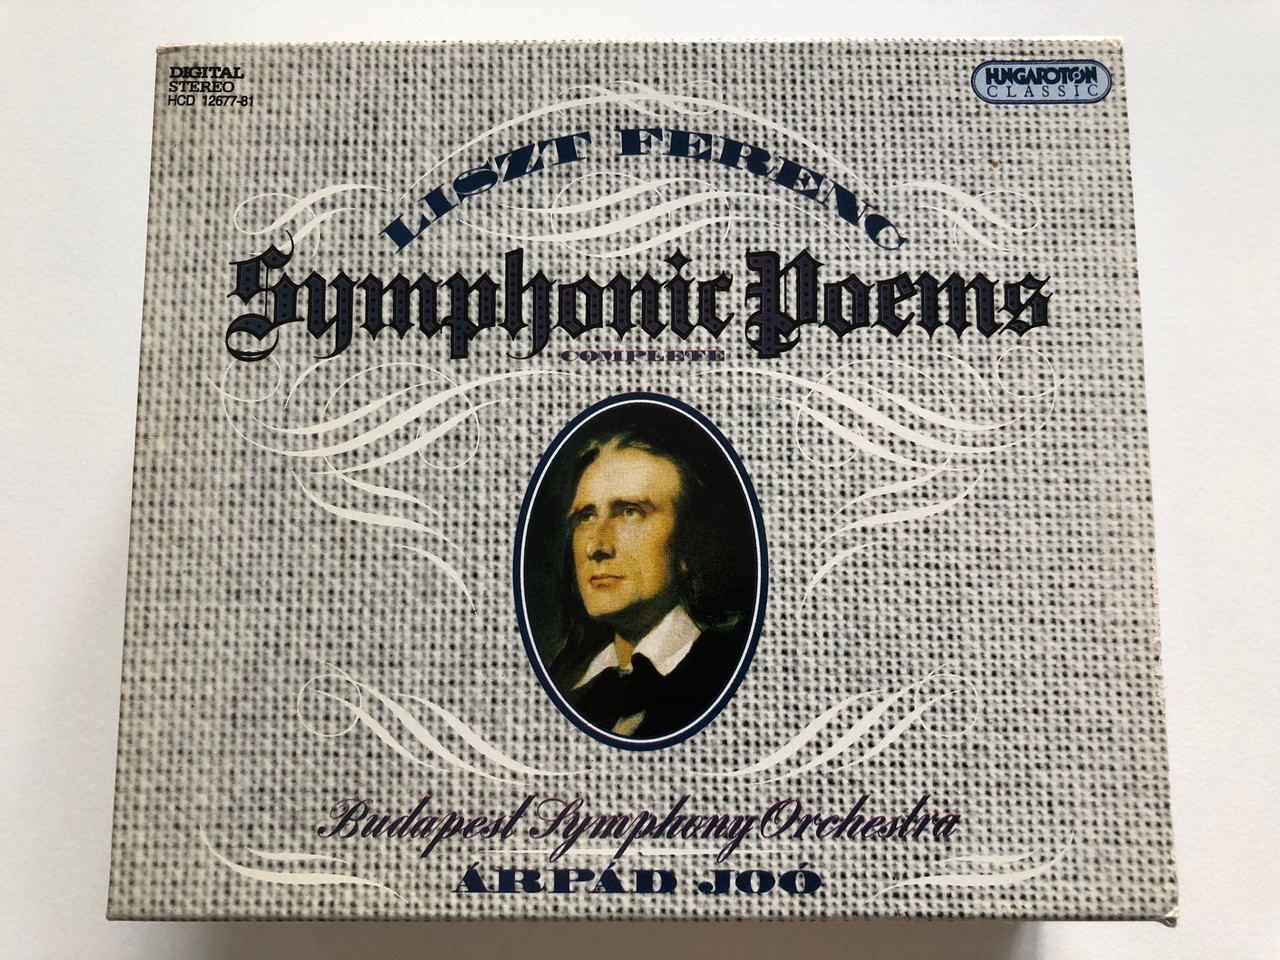 DIGITAL
STEREO
HCD 12677-81
HUNGAROTON
CLASSIC
LISZT FERENC
Symphonic Poems
COMPLETE
Budapest Symphony Orchestra
ÁRPÁD JOÓ